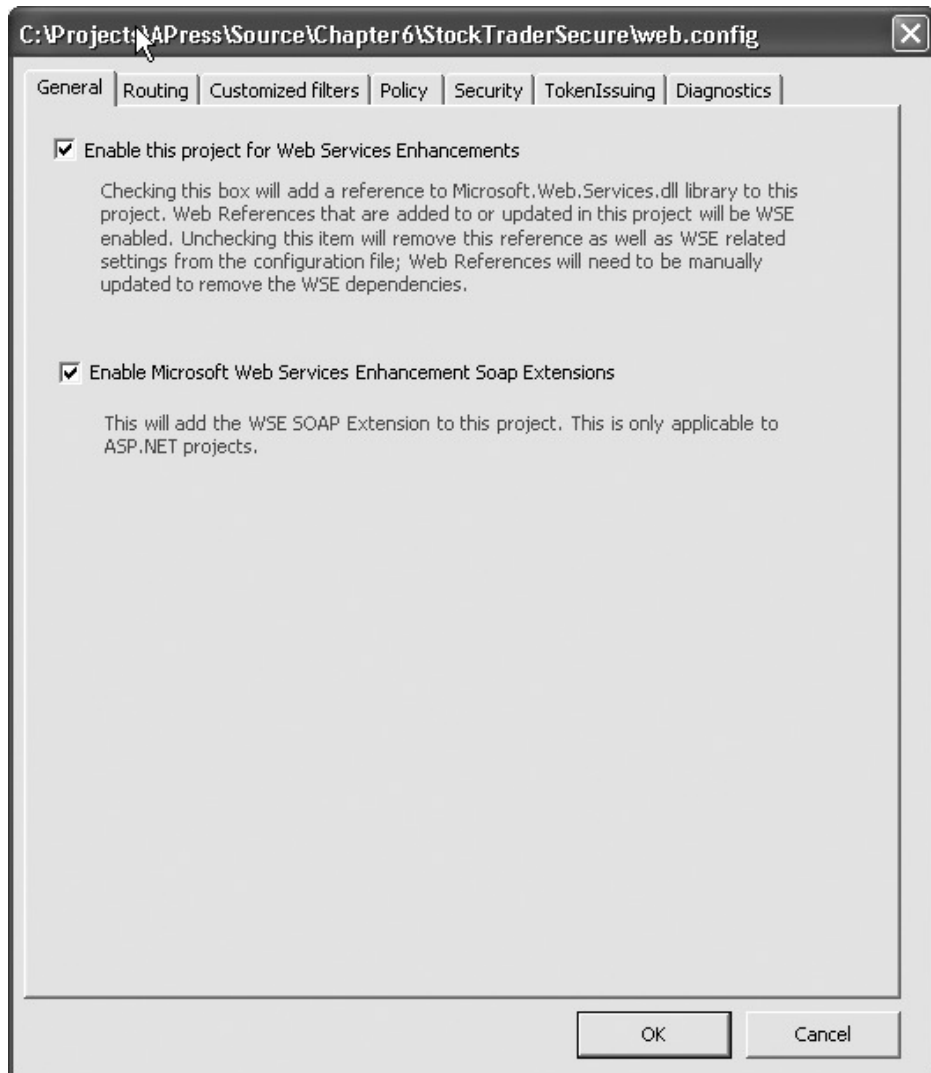 C:\Projects\APress\Source\Chapter6\StockTraderSecure\web.config
General Routing Customized filters Policy Security TokenIssuing Diagnostics
Enable this project for Web Services Enhancements
Checking this box will add a reference to Microsoft.Web.Services.dll library to this
project. Web References that are added to or updated in this project will be WSE
enabled. Unchecking this item will remove this reference as well as WSE related
settings from the configuration file; Web References will need to be manually
updated to remove the WSE dependencies.
Enable Microsoft Web Services Enhancement Soap Extensions
This will add the WSE SOAP Extension to this project. This is only applicable to
ASP.NET projects.
OK Cancel